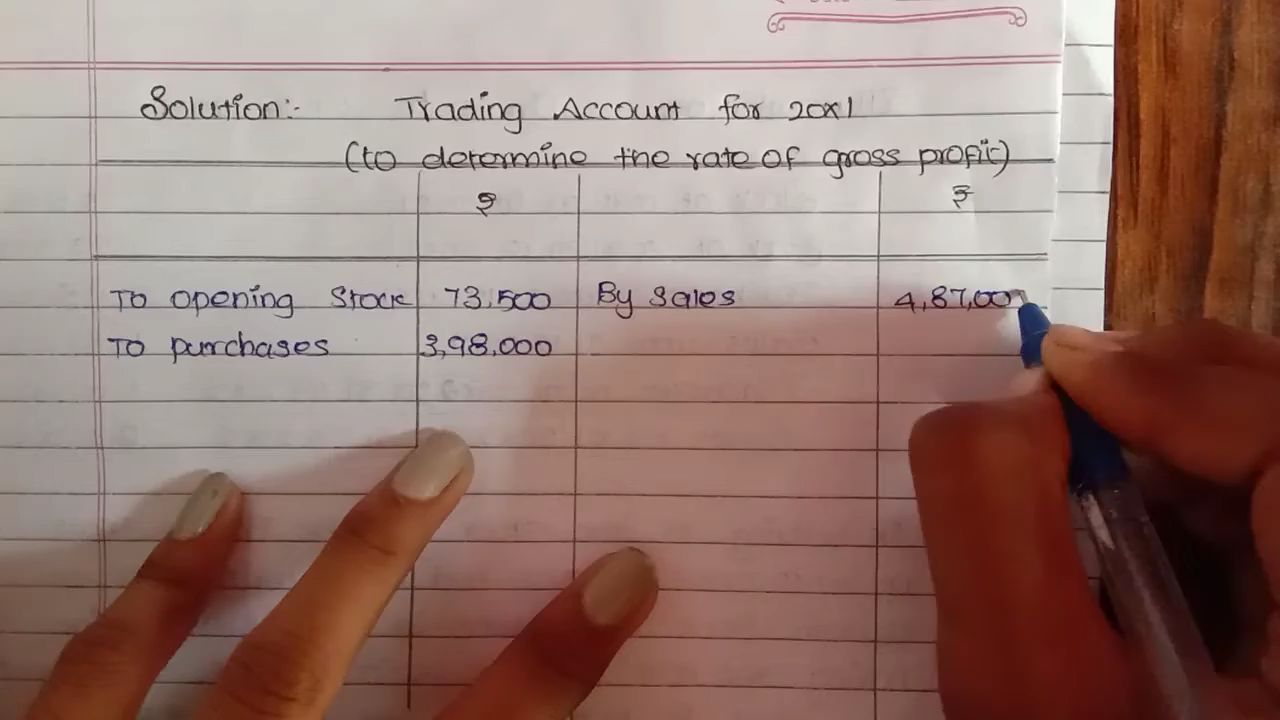 Solution:- Trading Account for 20x1
(to determine the rate of gross profit)
₹ ₹
To opening Stock 73,500 By Sales 4,87,00
To purchases 3,98,000